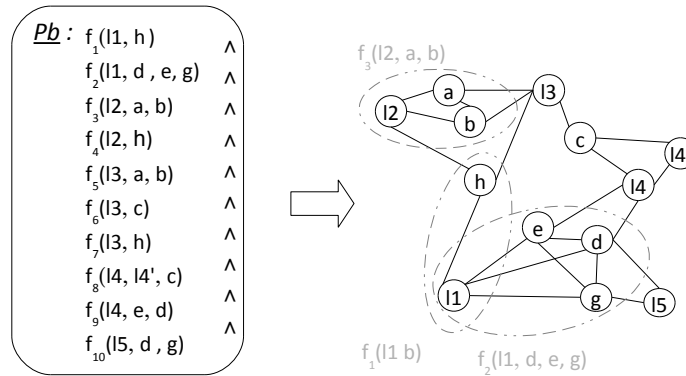 Pb :
f1(l1, h) ∧
f2(l1, d , e, g) ∧
f3(l2, a, b) ∧
f4(l2, h) ∧
f5(l3, a, b) ∧
f6(l3, c) ∧
f7(l3, h) ∧
f8(l4, l4', c) ∧
f9(l4, e, d) ∧
f10(l5, d , g)
f3(l2, a, b)
a
l3
l2
b
c
l4
h
l4
e
d
l1
g
l5
f1(l1 b)
f2(l1, d, e, g)